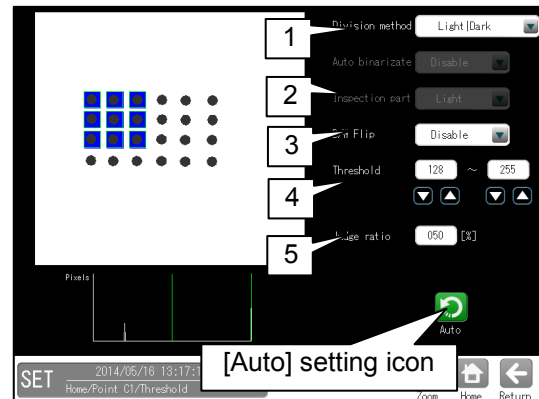 1
Division method
Light|Dark
Auto binarizate
Disable
2
Inspection part
Light
3
Flip
Disable
Threshold
128 ~ 255
4
ratio
050 [%]
5
Pixels
Auto
[Auto] setting icon
SET
2014/05/16 13:17:1
Home/Point C1/Threshold
Zoom
Home
Return